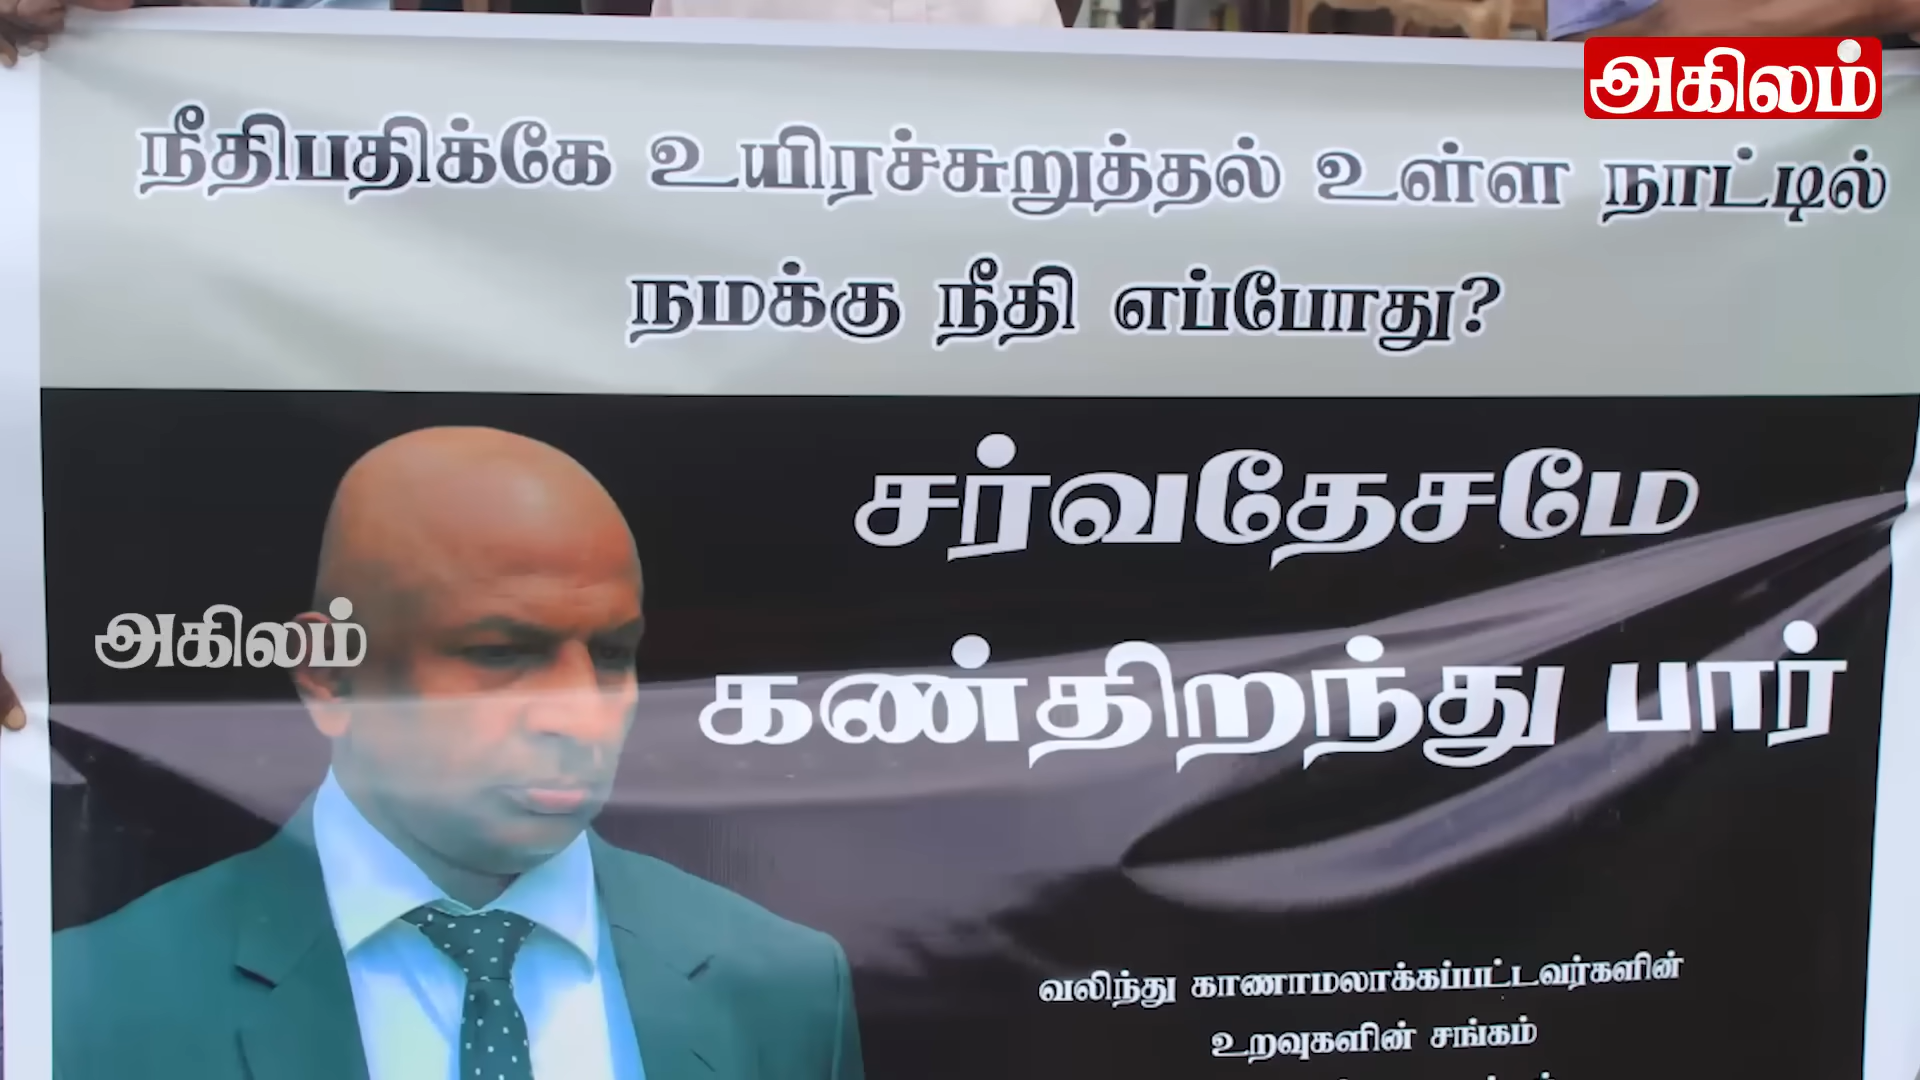 அகிலம்
நீதிபதிக்கே உயிரச்சுறுத்தல் உள்ள நாட்டில்
நமக்கு நீதி எப்போது?
சர்வதேசமே
கண்திறந்து பார்
அகிலம்
வலிந்து காணாமலாக்கப்பட்டவர்களின்
உறவுகளின் சங்கம்